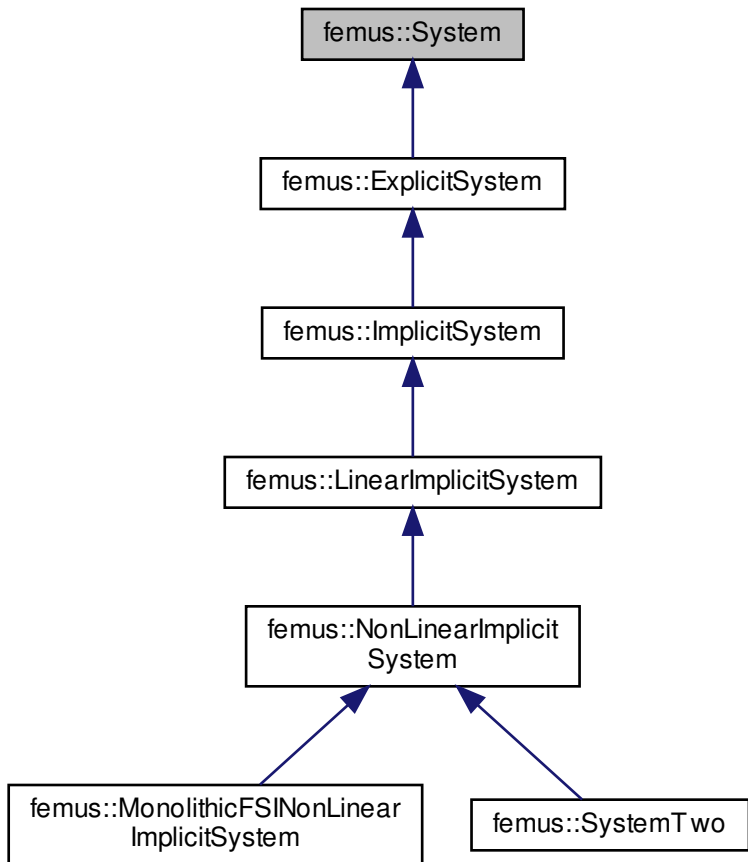 femus::System
femus::ExplicitSystem
femus::ImplicitSystem
femus::LinearImplicitSystem
femus::NonLinearImplicit
System
femus::MonolithicFSINonLinear
ImplicitSystem
femus::SystemTwo